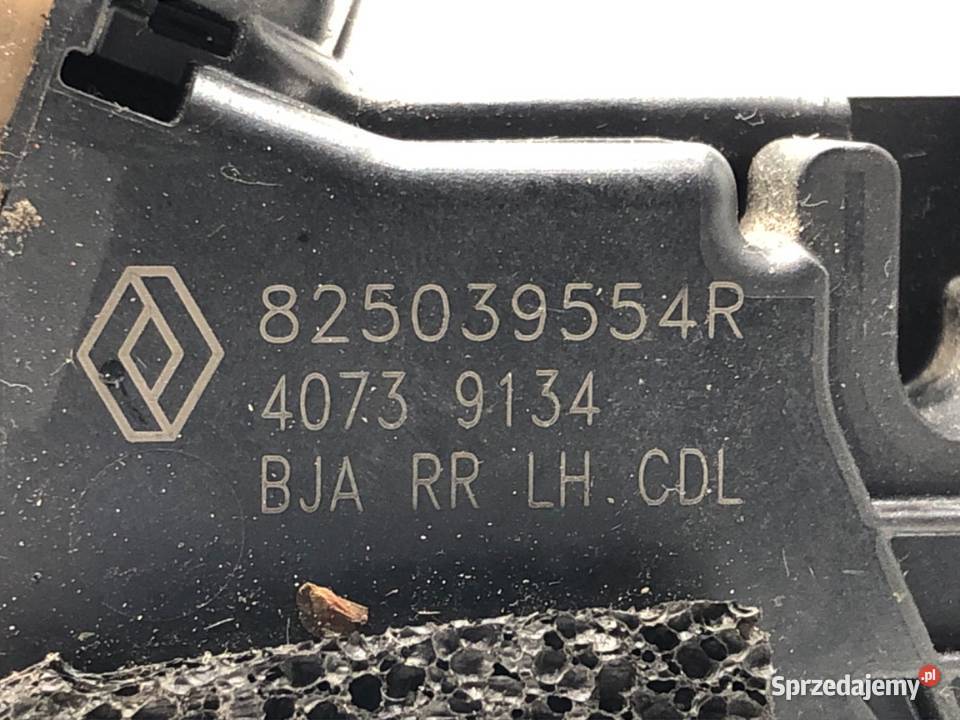 825039554R
4073 9134
BJA RR LH CDL
Sprzedajemy.pl